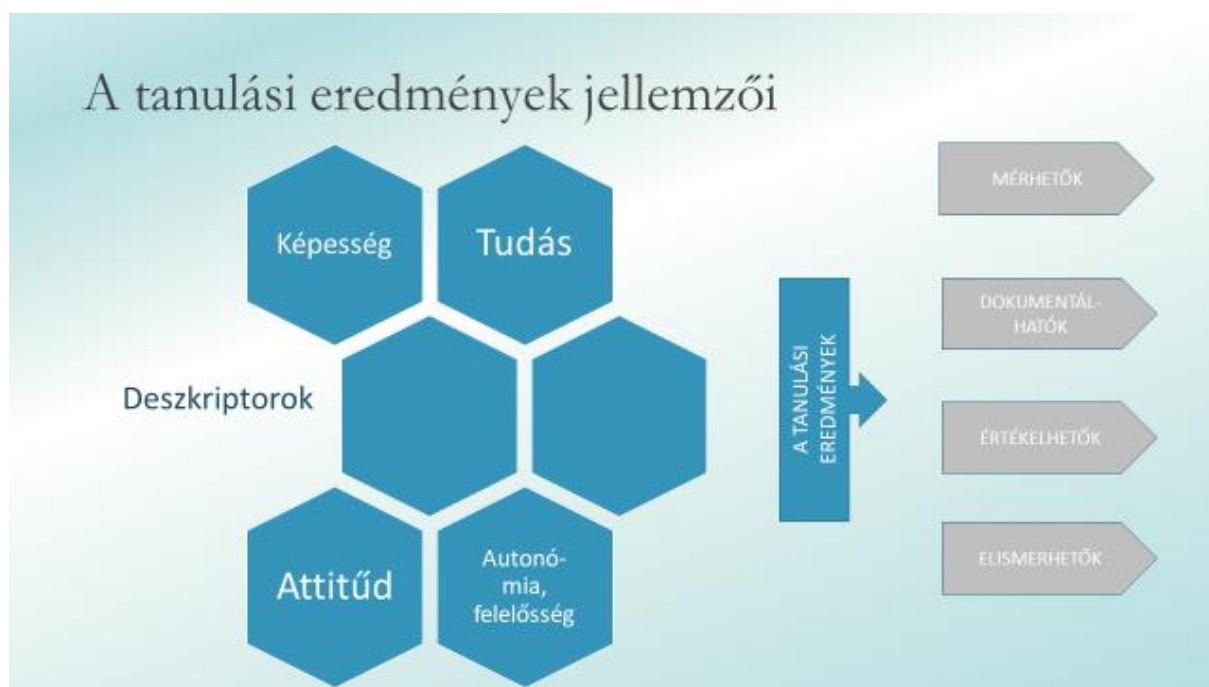 A tanulási eredmények jellemzői
Képesség
Tudás
Deszkriptorok
Attitűd
Autonó-
mia,
felelősség
A TANULÁSI
EREDMÉNYEK
MÉRHETŐK
DOKUMENTÁL-
HATÓK
ÉRTÉKELHETŐK
ELISMERHETŐK